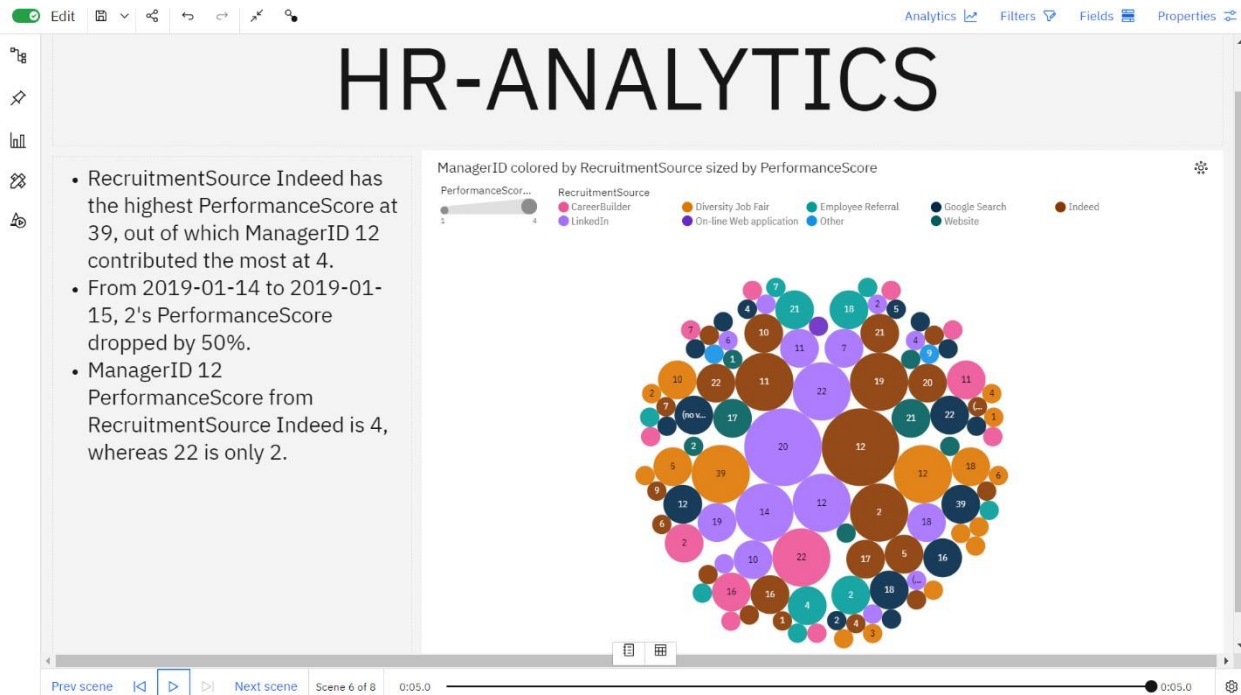 Edit
Analytics
Filters
Fields
Properties
HR-ANALYTICS
• RecruitmentSource Indeed has
the highest PerformanceScore at
39, out of which ManagerID 12
contributed the most at 4.
• From 2019-01-14 to 2019-01-
15, 2's PerformanceScore
dropped by 50%.
• ManagerID 12
PerformanceScore from
RecruitmentSource Indeed is 4,
whereas 22 is only 2.
ManagerID colored by RecruitmentSource sized by PerformanceScore
PerformanceScor...
1 4
RecruitmentSource
CareerBuilder Diversity Job Fair Employee Referral Google Search Indeed
LinkedIn On-line Web application Other Website
7
4 21 18 2 5
7 6 10 11 7 21 4 9
1
2 10 22 11 22 19 20 11 4
7 (no v... 17 21 22 (... 1
2
5 39 20 12 12 18 6
9 12 19 14 12 2 18 39
6 2 10 22 17 5 16
16 16 4 2 18 (...
1 2 4 3
Prev scene
Next scene
Scene 6 of 8
0:05.0
0:05.0